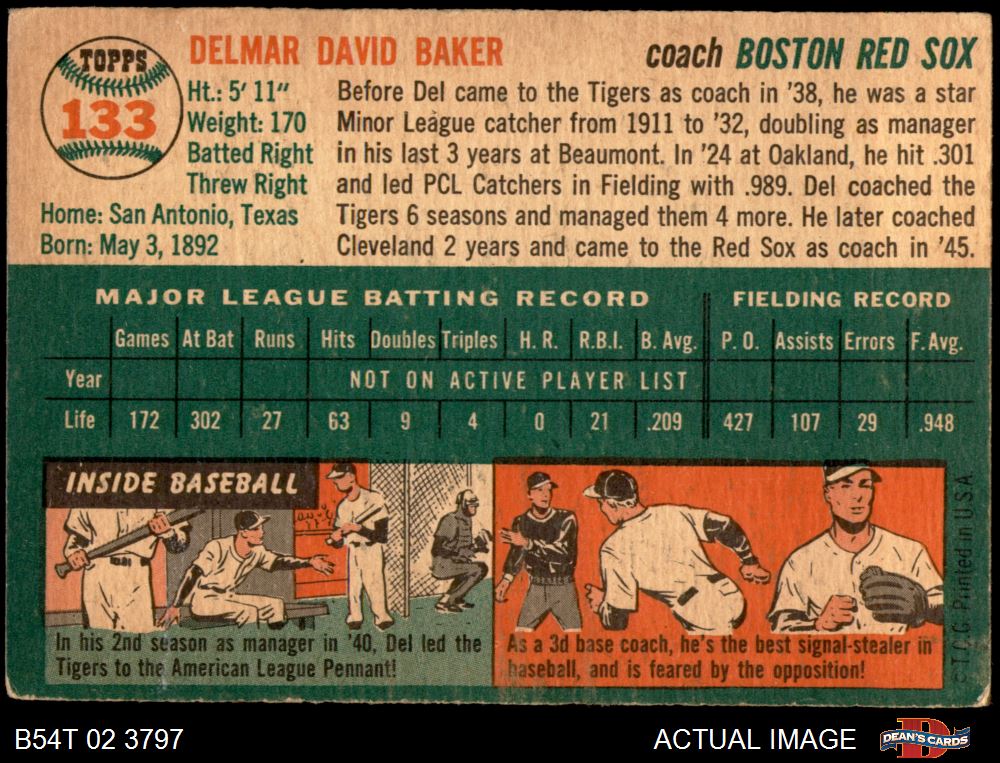 TOPPS
133
DELMAR DAVID BAKER
coach BOSTON RED SOX
Ht.: 5' 11"
Weight: 170
Batted Right
Threw Right
Home: San Antonio, Texas
Born: May 3, 1892
Before Del came to the Tigers as coach in '38, he was a star
Minor League catcher from 1911 to '32, doubling as manager
in his last 3 years at Beaumont. In '24 at Oakland, he hit .301
and led PCL Catchers in Fielding with .989. Del coached the
Tigers 6 seasons and managed them 4 more. He later coached
Cleveland 2 years and came to the Red Sox as coach in '45.
MAJOR LEAGUE BATTING RECORD FIELDING RECORD
Games At Bat Runs Hits Doubles Triples H. R. R.B.I. B. Avg. P. O. Assists Errors F. Avg.
Year NOT ON ACTIVE PLAYER LIST
Life 172 302 27 63 9 4 0 21 .209 427 107 29 .948
INSIDE BASEBALL
In his 2nd season as manager in '40, Del led the
Tigers to the American League Pennant!
As a 3d base coach, he's the best signal-stealer in
baseball, and is feared by the opposition!
©T.C.G. Printed in U.S.A.
B54T 02 3797
ACTUAL IMAGE
D
DEAN'S CARDS